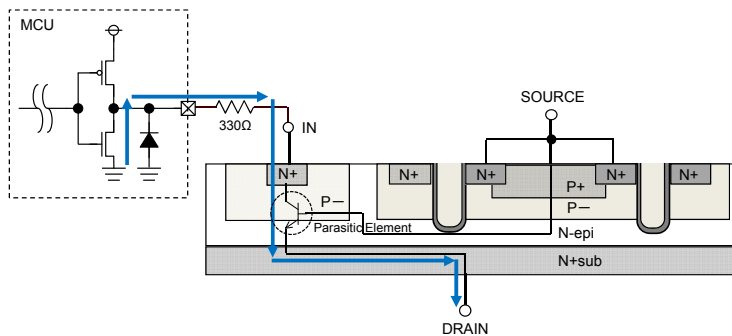 MCU
330Ω
IN
SOURCE
N+
N+
N+
N+
N+
P+
P−
P−
Parasitic Element
N-epi
N+sub
DRAIN